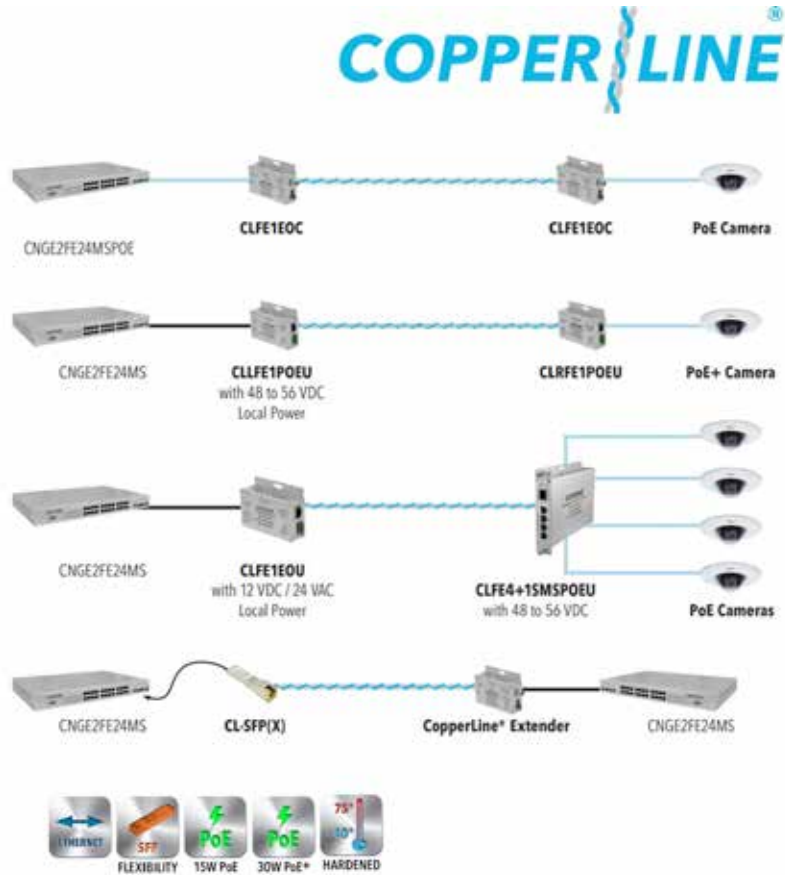 COPPER LINE®
CLFE1EOC
CLFE1EOC
PoE Camera
CNGE2FE24MSPOE
CNGE2FE24MS
CLLFE1POEU
CLRFE1POEU
PoE+ Camera
with 48 to 56 VDC
Local Power
CNGE2FE24MS
CLFE1EOU
CLFE4+1SMSPOEU
with 12 VDC / 24 VAC
with 48 to 56 VDC
PoE Cameras
Local Power
CNGE2FE24MS
CL-SFP(X)
CopperLine® Extender
CNGE2FE24MS
ETHERNET
SFP
PoE
PoE
75°
FLEXIBILITY
15W PoE
30W PoE+
HARDENED